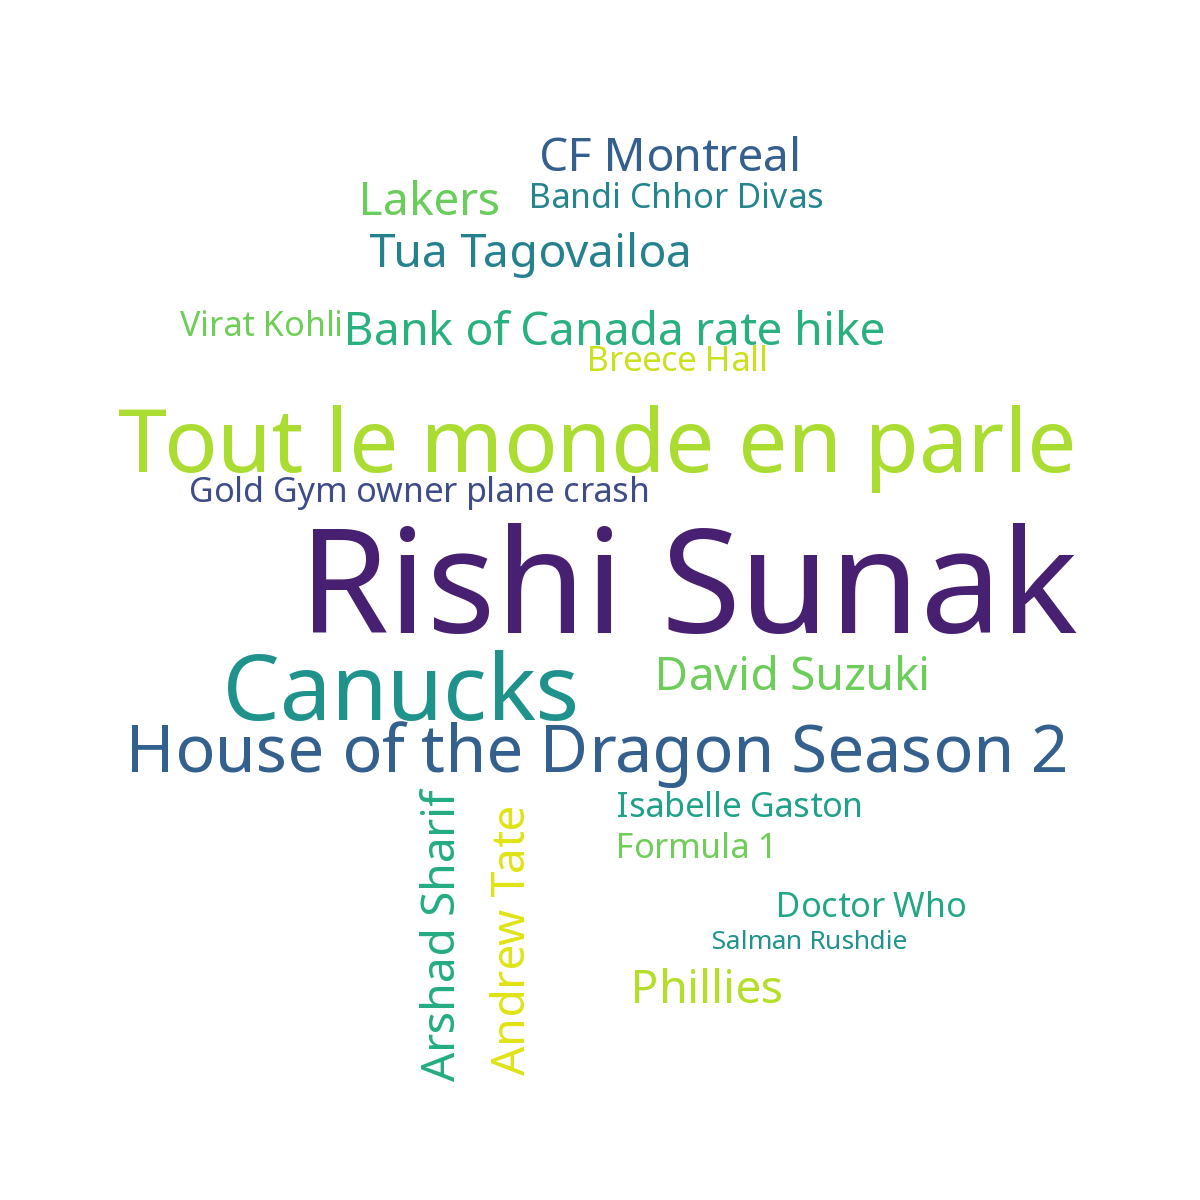 CF Montreal
Lakers
Bandi Chhor Divas
Tua Tagovailoa
Virat Kohli
Bank of Canada rate hike
Breece Hall
Tout le monde en parle
Gold Gym owner plane crash
Rishi Sunak
Canucks
David Suzuki
House of the Dragon Season 2
Arshad Sharif
Andrew Tate
Isabelle Gaston
Formula 1
Doctor Who
Salman Rushdie
Phillies